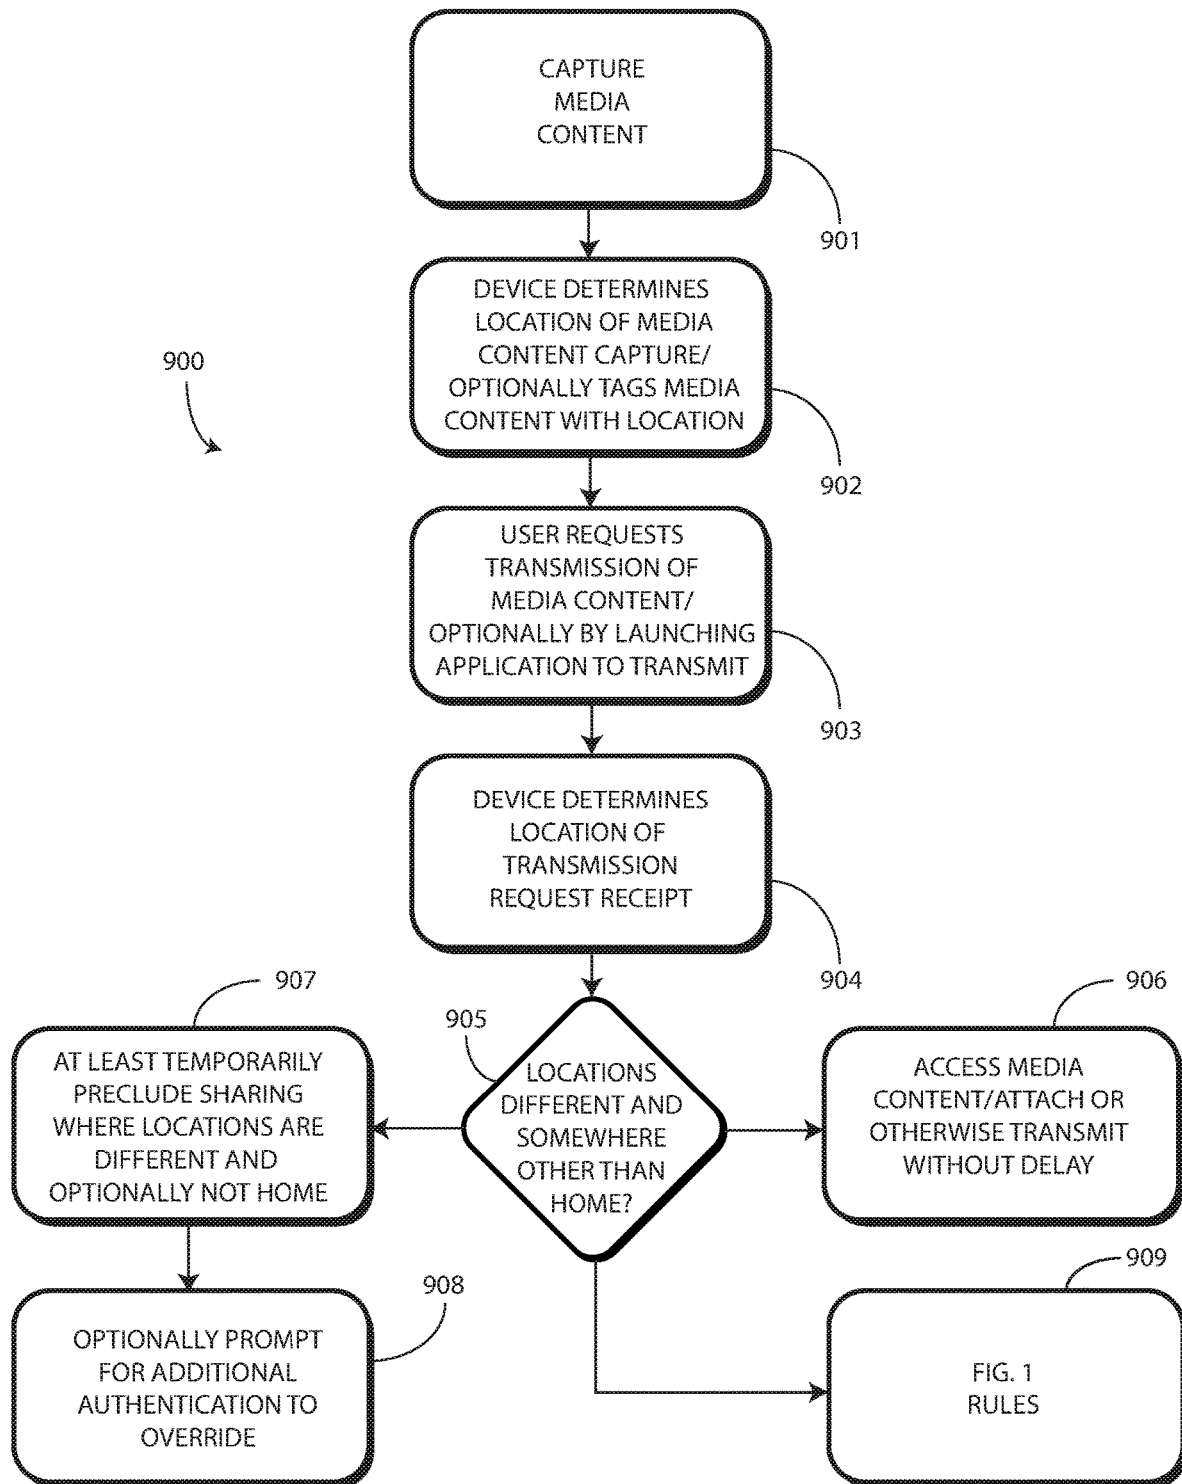 CAPTURE
MEDIA
CONTENT
901
DEVICE DETERMINES
LOCATION OF MEDIA
CONTENT CAPTURE/
OPTIONALLY TAGS MEDIA
CONTENT WITH LOCATION
900
902
USER REQUESTS
TRANSMISSION OF
MEDIA CONTENT/
OPTIONALLY BY LAUNCHING
APPLICATION TO TRANSMIT
903
DEVICE DETERMINES
LOCATION OF
TRANSMISSION
REQUEST RECEIPT
904
905
LOCATIONS
DIFFERENT AND
SOMEWHERE
OTHER THAN
HOME?
907
AT LEAST TEMPORARILY
PRECLUDE SHARING
WHERE LOCATIONS ARE
DIFFERENT AND
OPTIONALLY NOT HOME
906
ACCESS MEDIA
CONTENT/ATTACH OR
OTHERWISE TRANSMIT
WITHOUT DELAY
908
OPTIONALLY PROMPT
FOR ADDITIONAL
AUTHENTICATION TO
OVERRIDE
909
FIG. 1
RULES